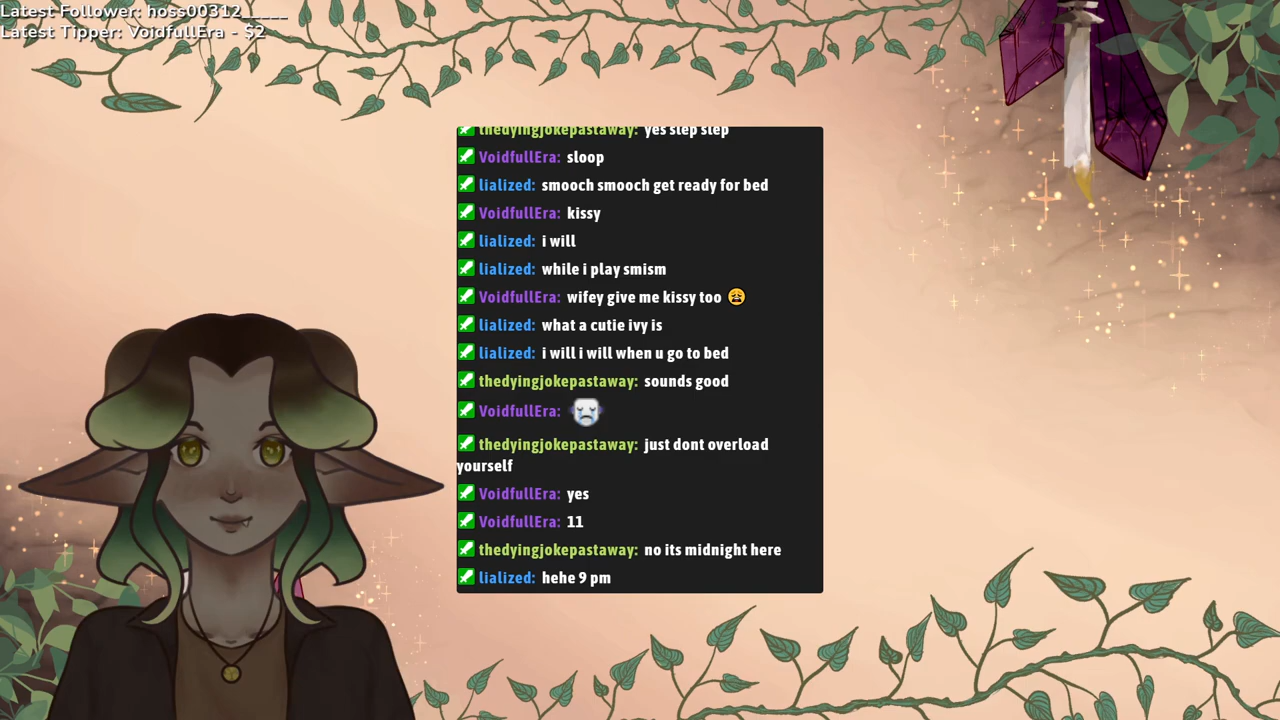 Latest Follower: hoss00312_____
Latest Tipper: VoidfullEra - $2
thedyingjokepastaway: yes step step
VoidfullEra: sloop
lialized: smooch smooch get ready for bed
VoidfullEra: kissy
lialized: i will
lialized: while i play smism
VoidfullEra: wifey give me kissy too 😩
lialized: what a cutie ivy is
lialized: i will i will when u go to bed
thedyingjokepastaway: sounds good
VoidfullEra:
thedyingjokepastaway: just dont overload
yourself
VoidfullEra: yes
VoidfullEra: 11
thedyingjokepastaway: no its midnight here
lialized: hehe 9 pm